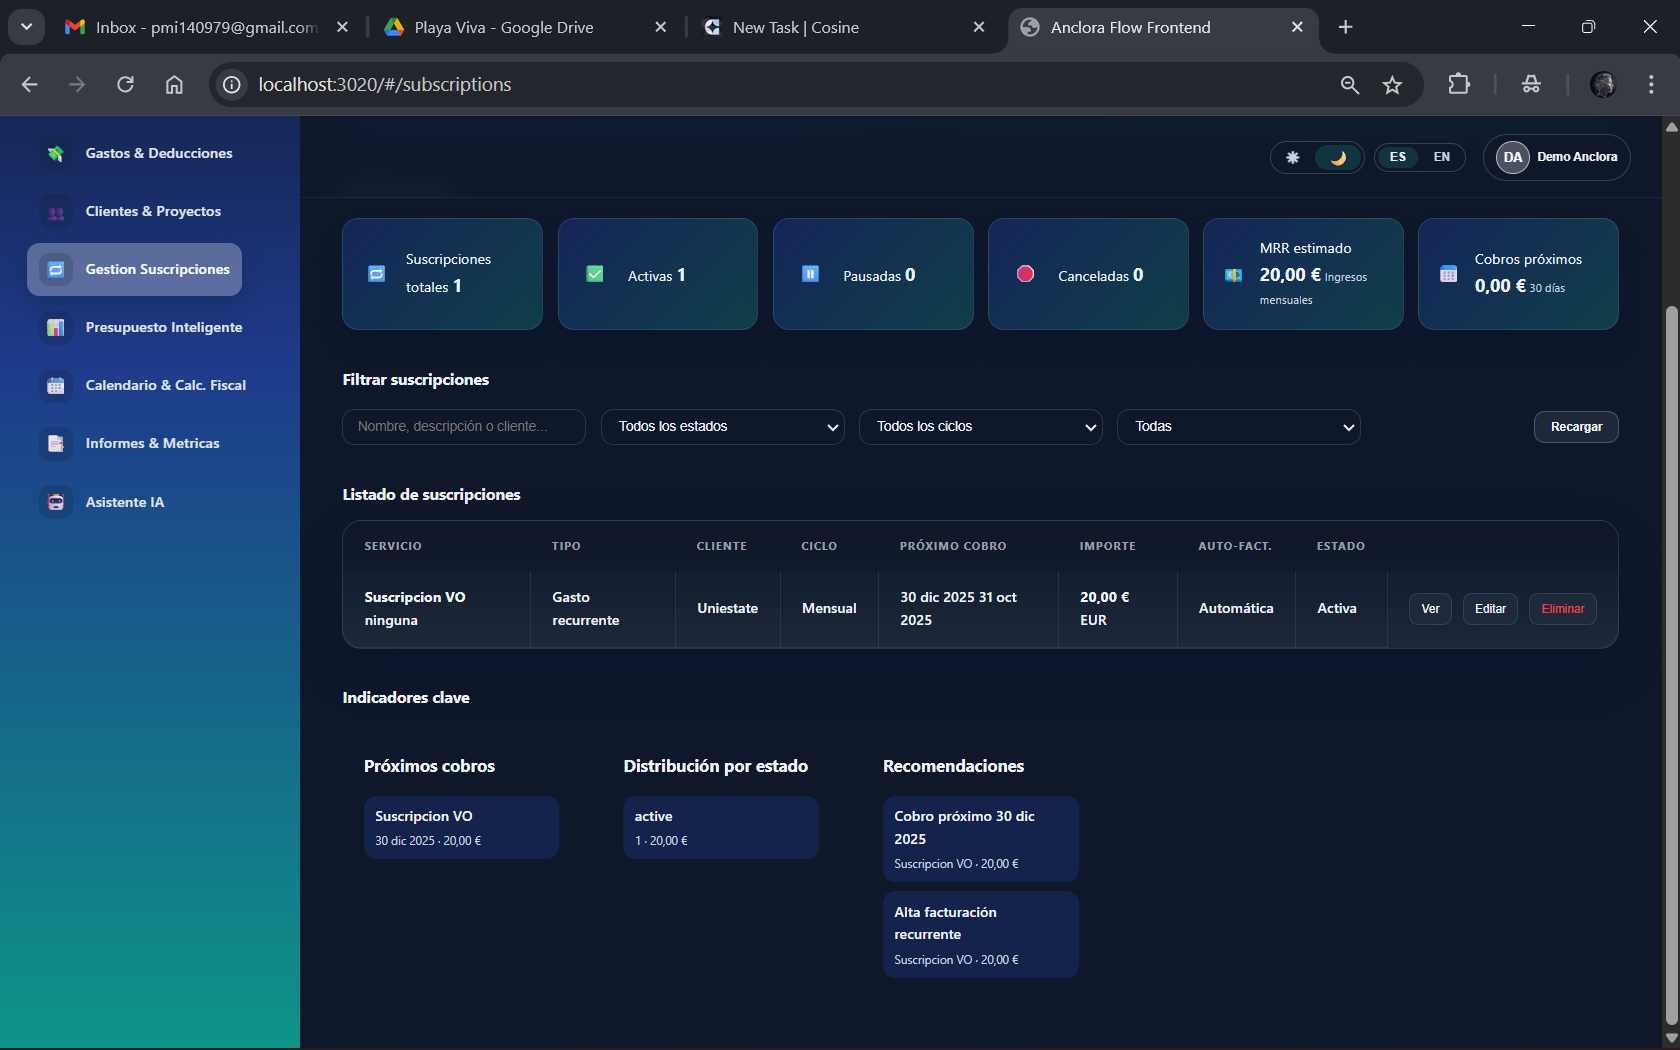 Inbox - pmi140979@gmail.com
Playa Viva - Google Drive
New Task | Cosine
Anclora Flow Frontend
localhost:3020/#/subscriptions
Gastos & Deducciones
Clientes & Proyectos
Gestion Suscripciones
Presupuesto Inteligente
Calendario & Calc. Fiscal
Informes & Metricas
Asistente IA
ES
EN
DA
Demo Anclora
Suscripciones
totales 1
Activas 1
Pausadas 0
Canceladas 0
MRR estimado
20,00 € Ingresos
mensuales
Cobros próximos
0,00 € 30 días
Filtrar suscripciones
Nombre, descripción o cliente...
Todos los estados
Todos los ciclos
Todas
Recargar
Listado de suscripciones
SERVICIO
TIPO
CLIENTE
CICLO
PRÓXIMO COBRO
IMPORTE
AUTO-FACT.
ESTADO
Suscripcion VO
ninguna
Gasto
recurrente
Uniestate
Mensual
30 dic 2025 31 oct
2025
20,00 €
EUR
Automática
Activa
Ver
Editar
Eliminar
Indicadores clave
Próximos cobros
Suscripcion VO
30 dic 2025 · 20,00 €
Distribución por estado
active
1 · 20,00 €
Recomendaciones
Cobro próximo 30 dic
2025
Suscripcion VO · 20,00 €
Alta facturación
recurrente
Suscripcion VO · 20,00 €